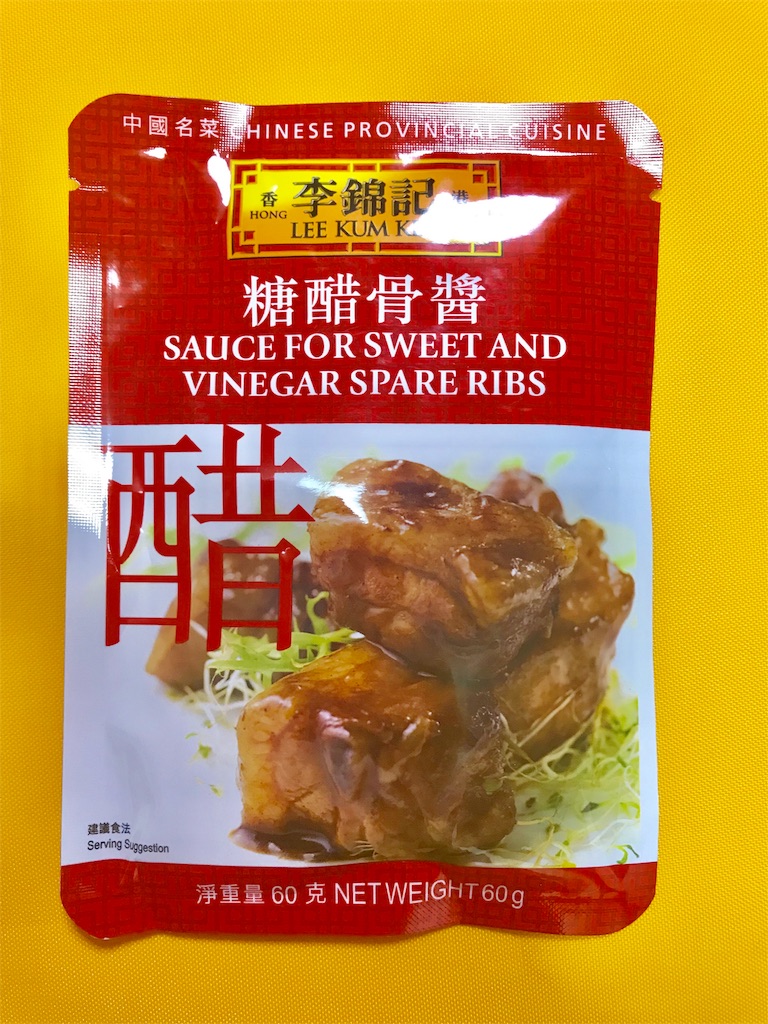 中國名菜 CHINESE PROVINCIAL CUISINE
香 李錦記 港
HONG LEE KUM
糖醋骨醬
SAUCE FOR SWEET AND
VINEGAR SPARE RIBS
醋
建議食法
Serving Suggestion
淨重量 60 克 NET WEIGHT 60 g